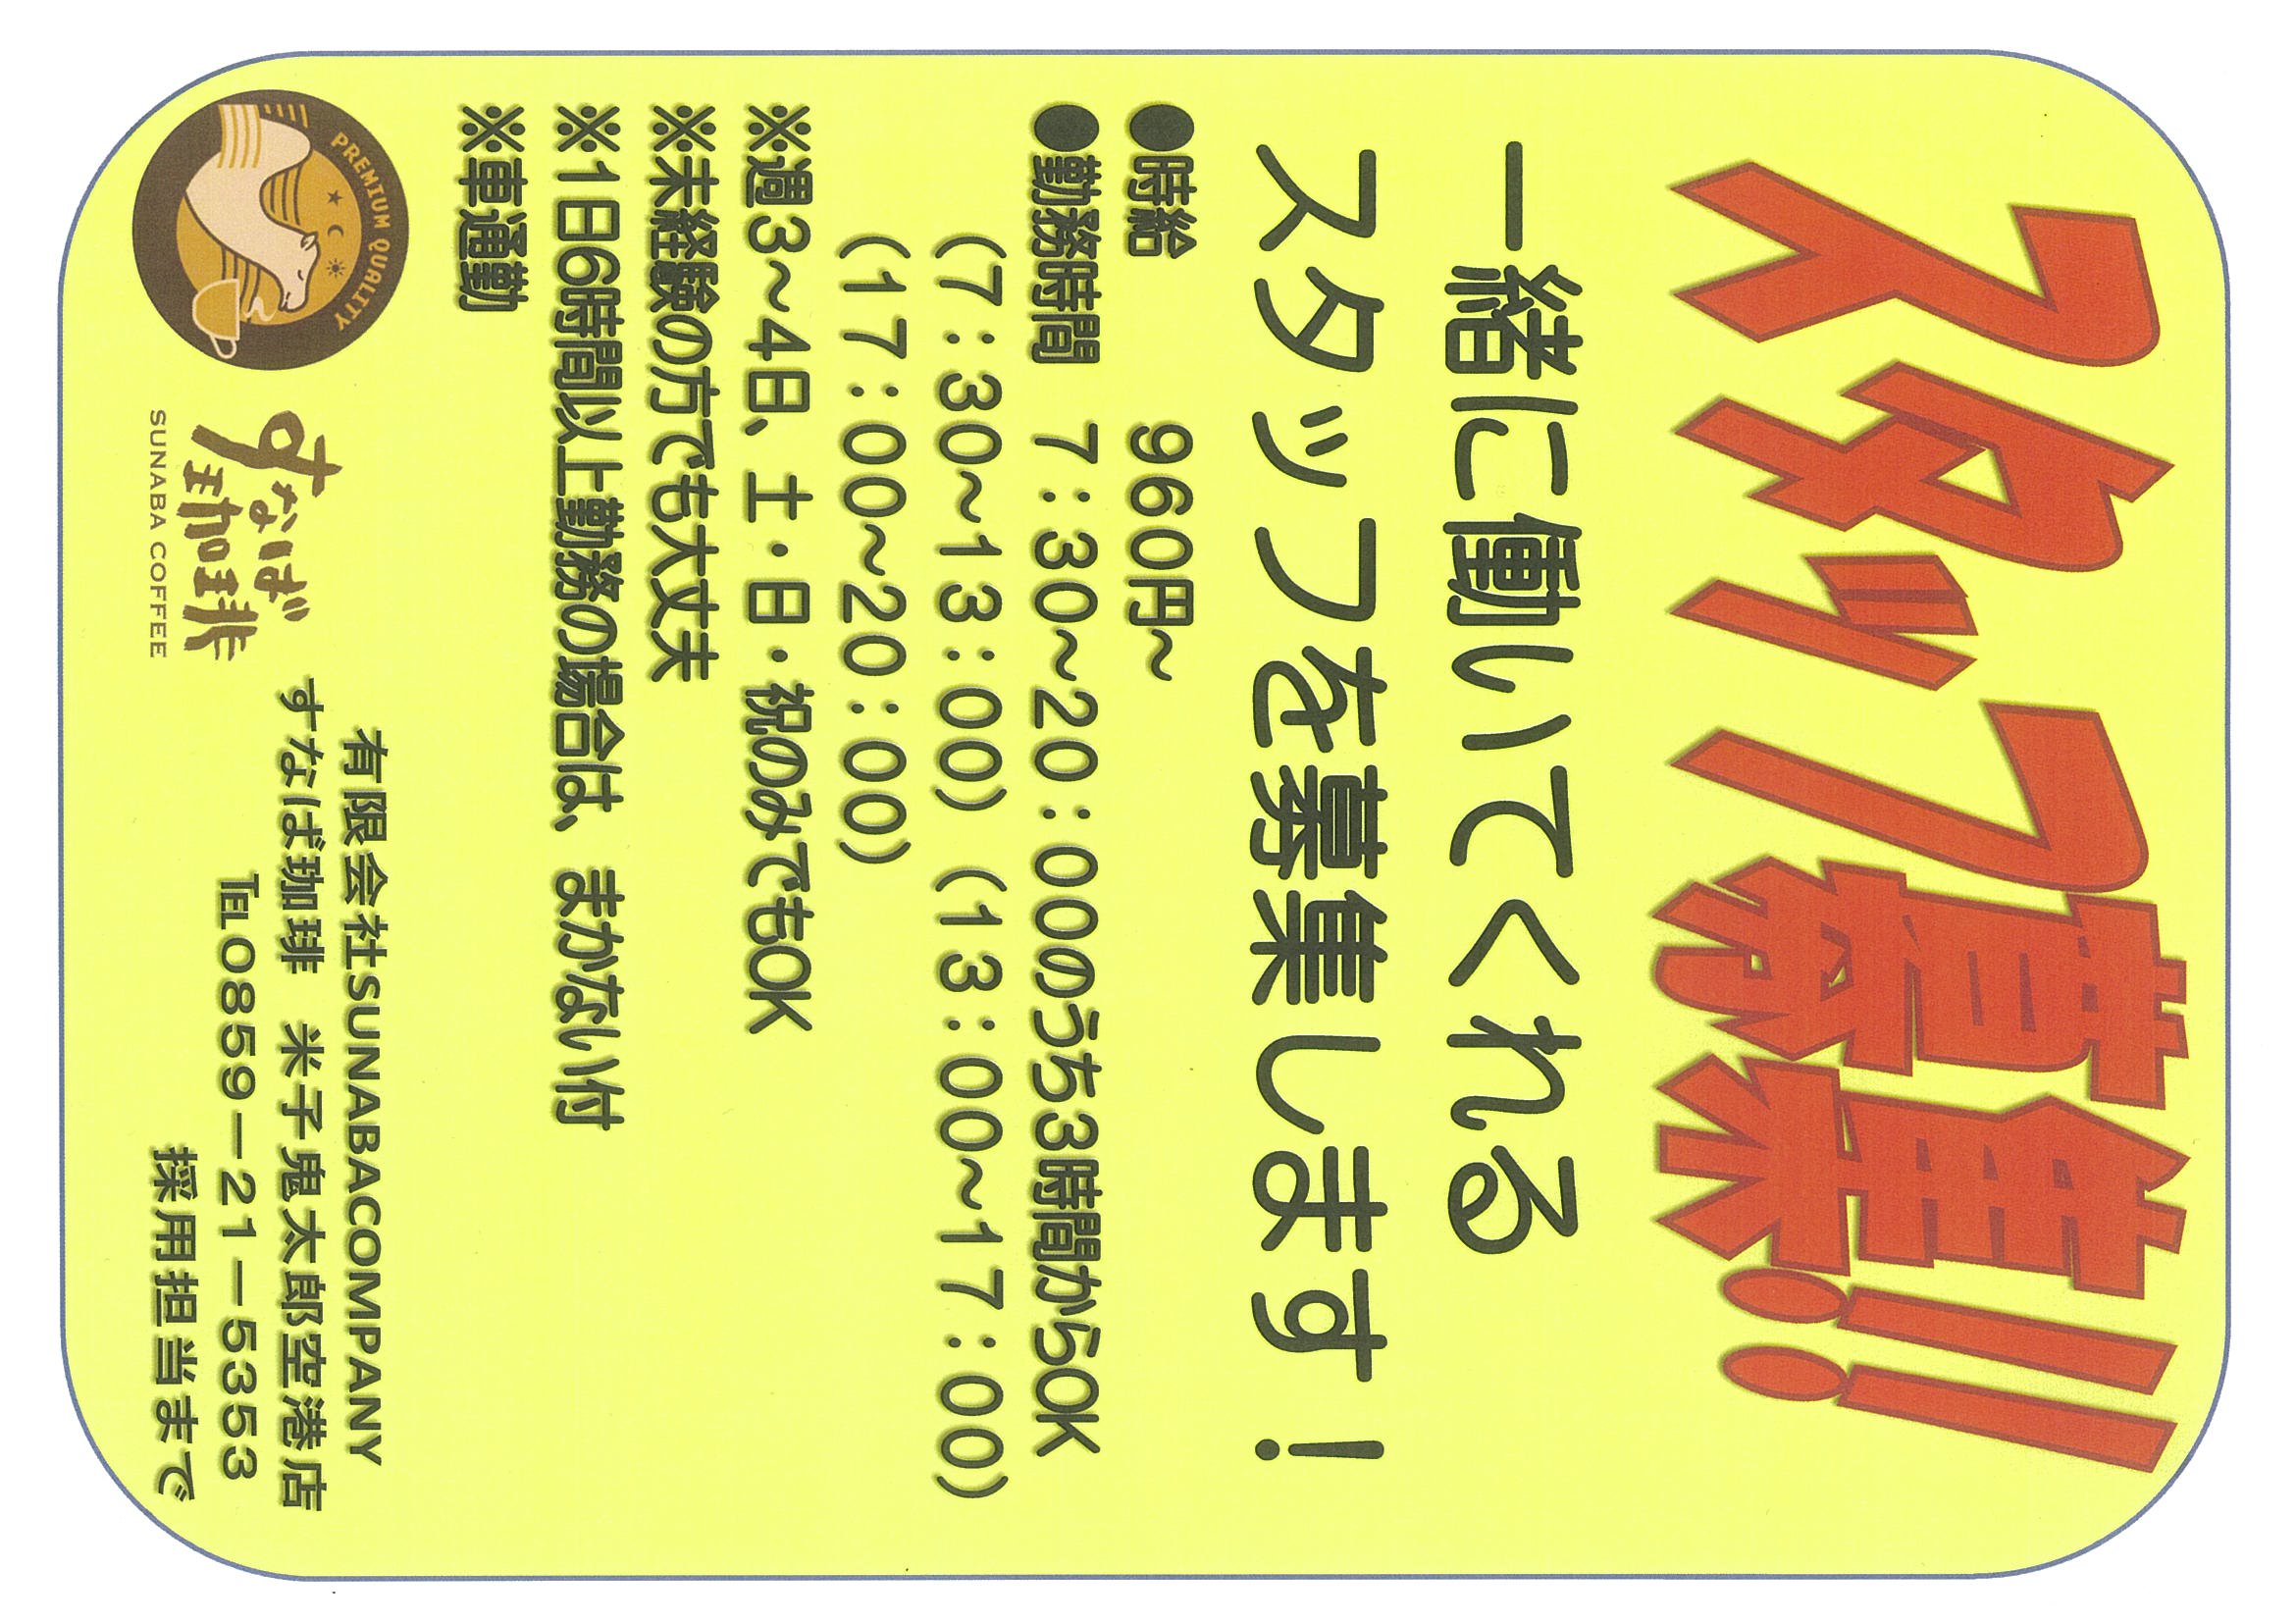 スタッフ募集!!
一緒に働いてくれる
スタッフを募集します！
●時給　　　960円～
●勤務時間　7：30～20：00のうち3時間からOK
（7：30～13：00）（13：00～17：00）
（17：00～20：00）
※週3～4日、土・日・祝のみでもOK
※未経験の方でも大丈夫
※1日6時間以上勤務の場合は、まかない付
※車通勤
PREMIUM QUALITY
すなば珈琲
SUNABA COFFEE
有限会社SUNABACOMPANY
すなば珈琲　米子鬼太郎空港店
TEL0859－21－5353
採用担当まで